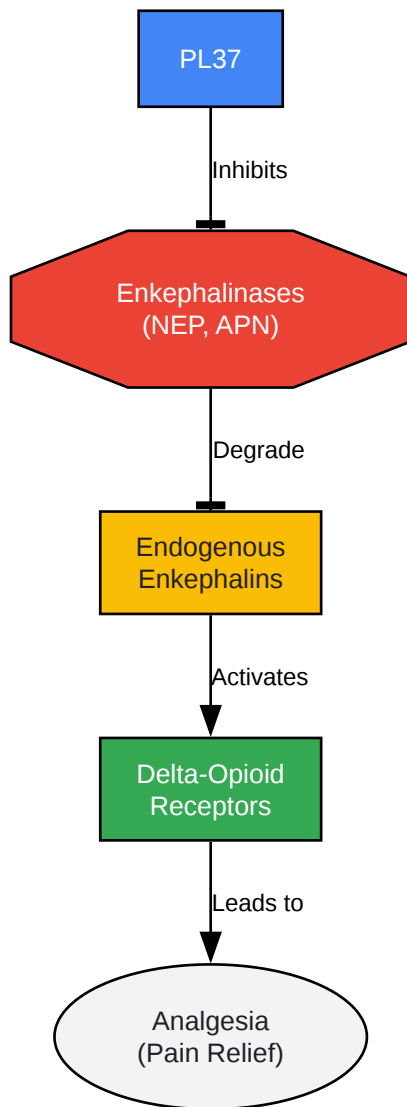 PL37
Inhibits
Enkephalinases
(NEP, APN)
Degrade
Endogenous
Enkephalins
Activates
Delta-Opioid
Receptors
Leads to
Analgesia
(Pain Relief)